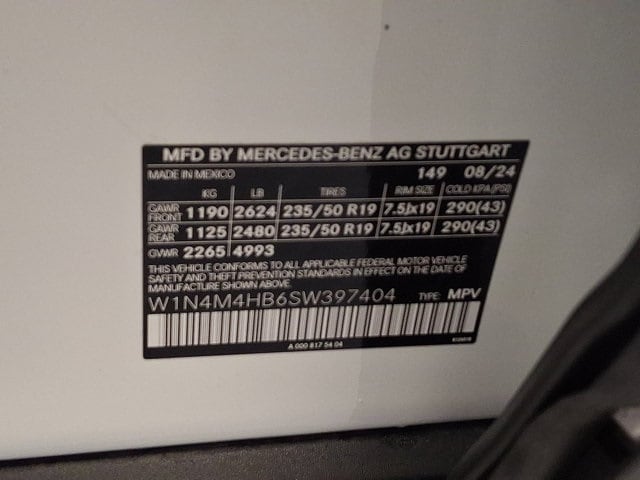 MFD BY MERCEDES-BENZ AG STUTTGART
MADE IN MEXICO 149 08/24
KG LB TIRES RIM SIZE COLD KPA(PSI)
GAWR FRONT 1190 2624 235/50 R19 7.5Jx19 290(43)
GAWR REAR 1125 2480 235/50 R19 7.5Jx19 290(43)
GVWR 2265 4993
THIS VEHICLE CONFORMS TO ALL APPLICABLE FEDERAL MOTOR VEHICLE
SAFETY AND THEFT PREVENTION STANDARDS IN EFFECT ON DATE OF
MANUFACTURE SHOWN ABOVE.
W1N4M4HB6SW397404 TYPE: MPV
A 000 817 54 04